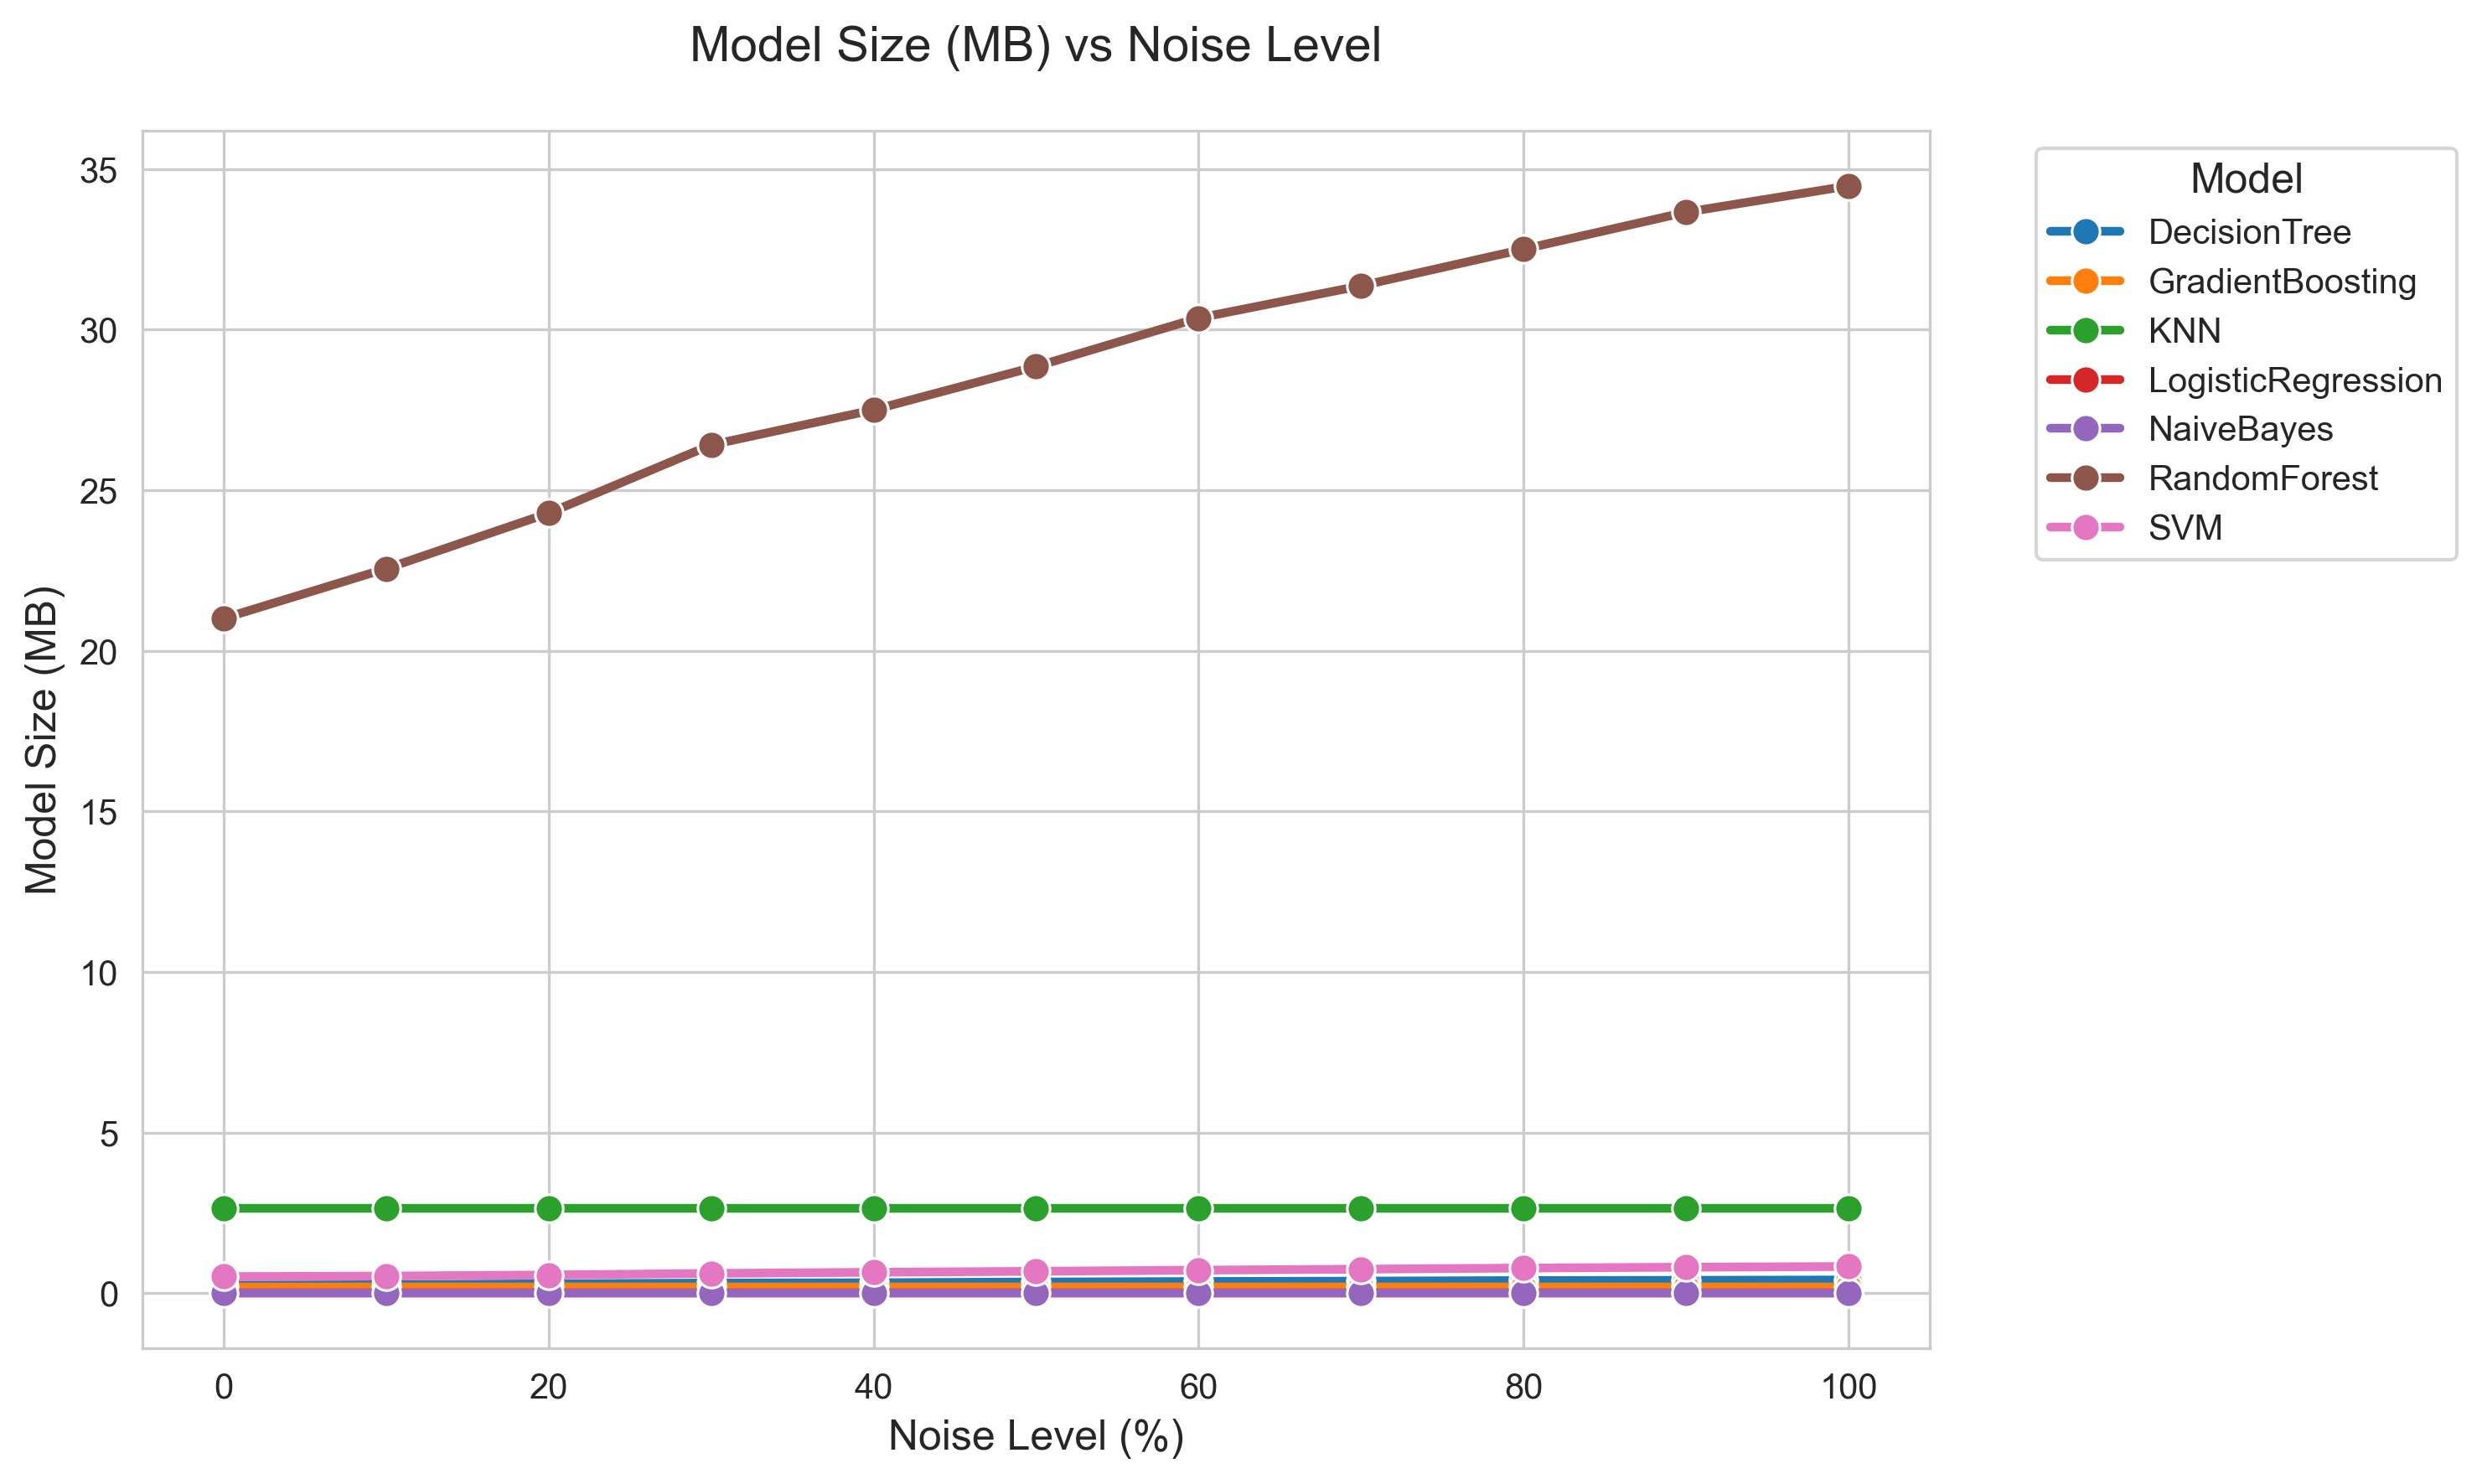 Model Size (MB) vs Noise Level
35
30
25
20
15
10
5
0
Model Size (MB)
0 20 40 60 80 100
Noise Level (%)
Model
DecisionTree
GradientBoosting
KNN
LogisticRegression
NaiveBayes
RandomForest
SVM